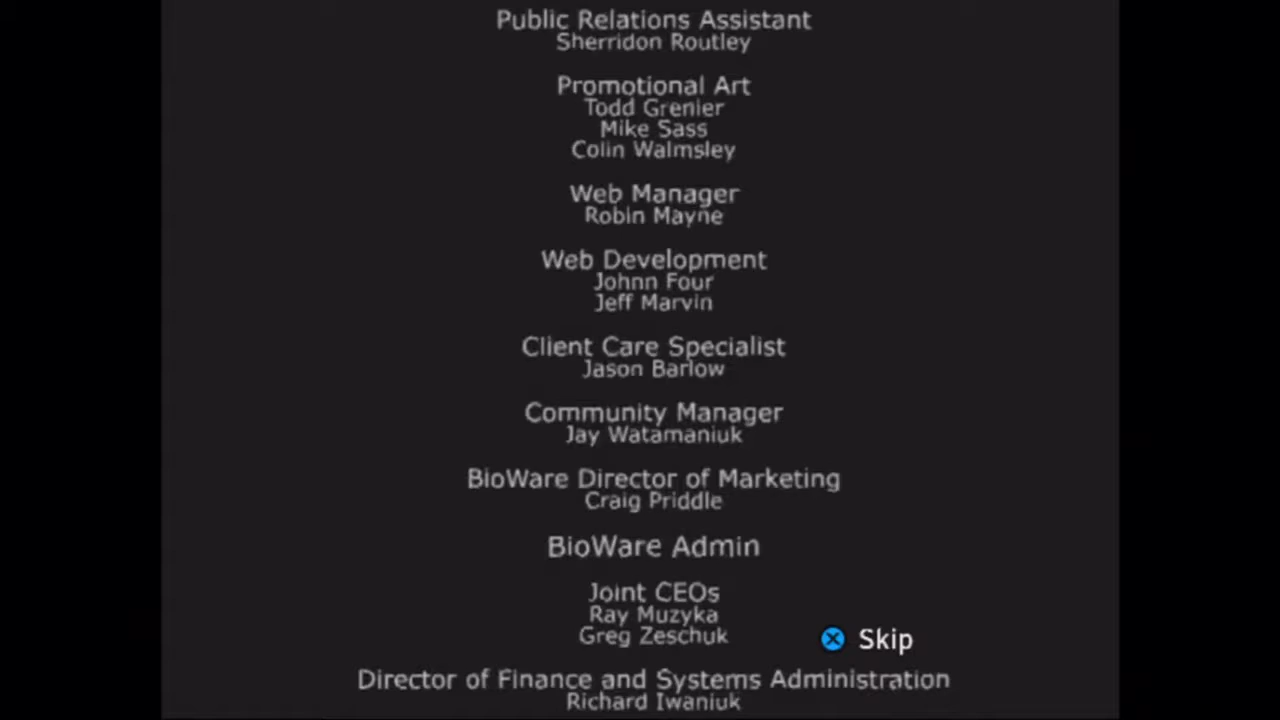 Public Relations Assistant
Sherridon Routley
Promotional Art
Todd Grenier
Mike Sass
Colin Walmsley
Web Manager
Robin Mayne
Web Development
Johnn Four
Jeff Marvin
Client Care Specialist
Jason Barlow
Community Manager
Jay Watamaniuk
BioWare Director of Marketing
Craig Priddle
BioWare Admin
Joint CEOs
Ray Muzyka
Greg Zeschuk
Skip
Director of Finance and Systems Administration
Richard Iwaniuk